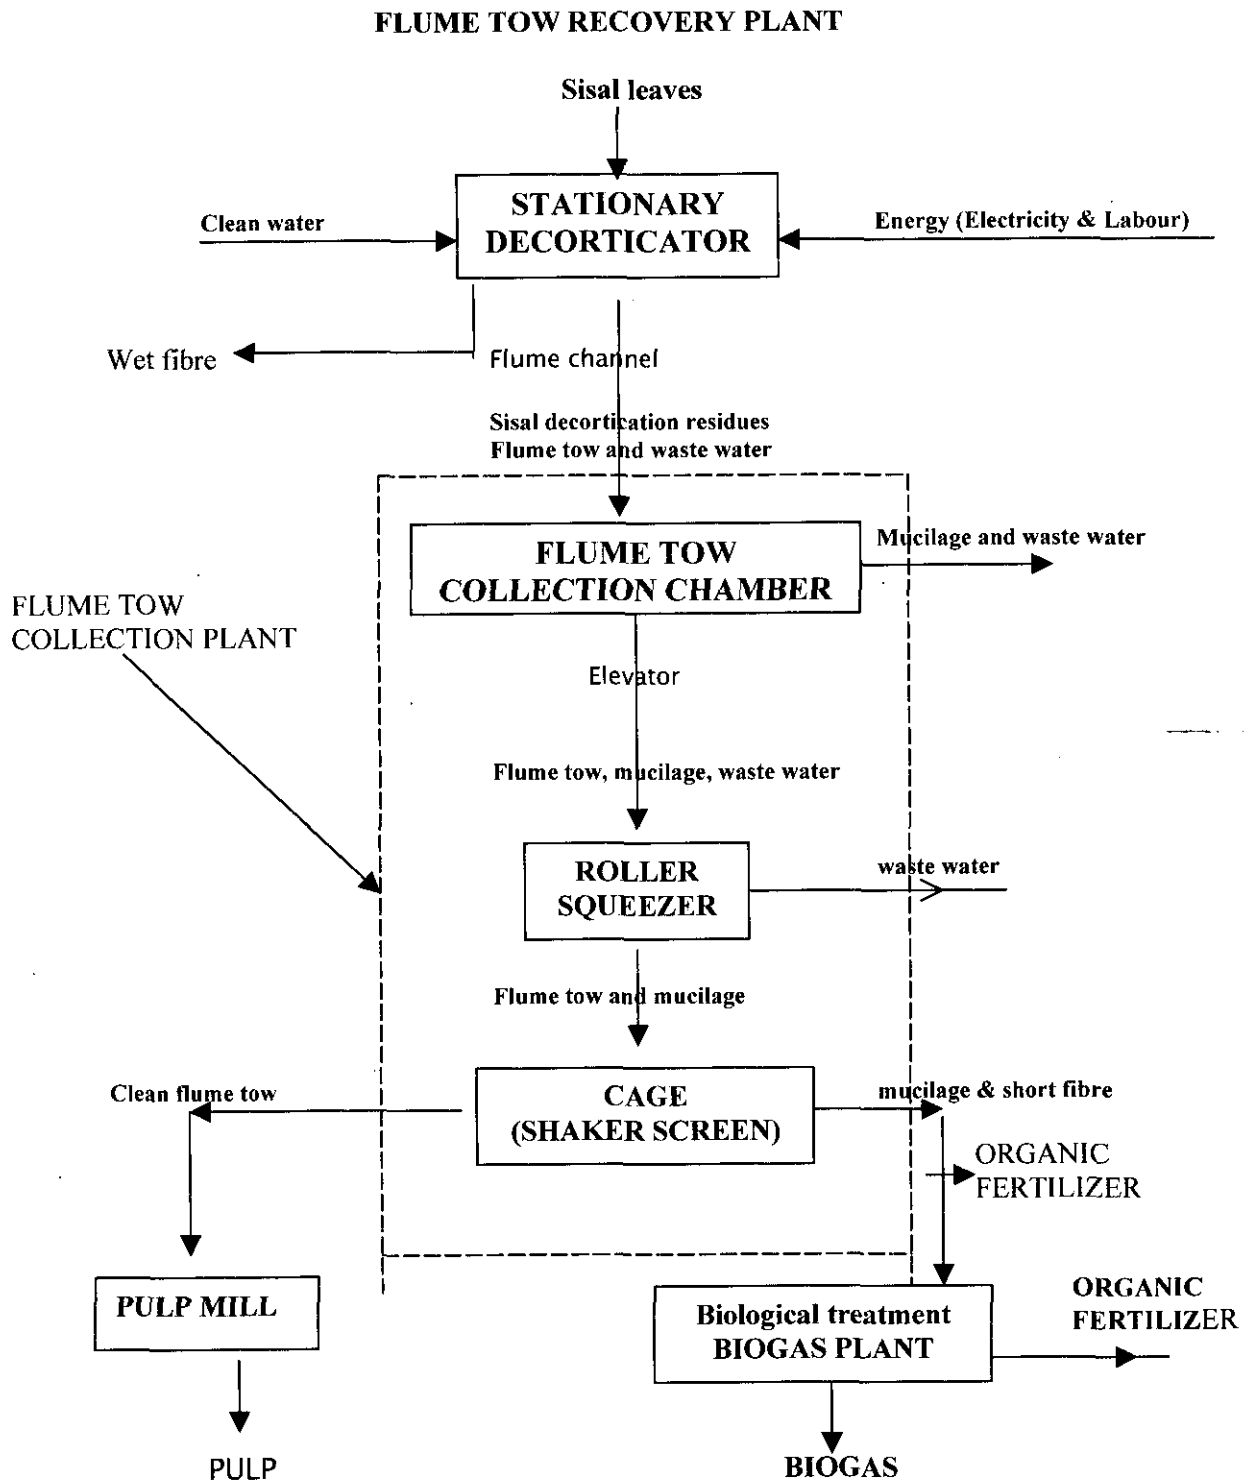 FLUME TOW RECOVERY PLANT
Sisal leaves
STATIONARY
DECORTICATOR
Clean water
Energy (Electricity & Labour)
Wet fibre
Flume channel
Sisal decortication residues
Flume tow and waste water
FLUME TOW
COLLECTION CHAMBER
Mucilage and waste water
FLUME TOW
COLLECTION PLANT
Elevator
Flume tow, mucilage, waste water
ROLLER
SQUEEZER
waste water
Flume tow and mucilage
Clean flume tow
CAGE
(SHAKER SCREEN)
mucilage & short fibre
ORGANIC
FERTILIZER
PULP MILL
Biological treatment
BIOGAS PLANT
ORGANIC
FERTILIZER
PULP
BIOGAS